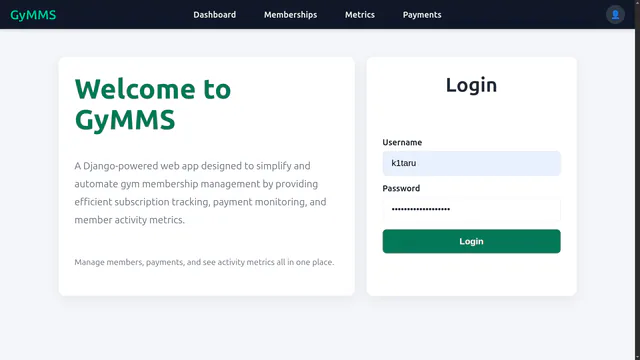 GyMMS
Dashboard Memberships Metrics Payments
Welcome to
GyMMS
A Django-powered web app designed to simplify and
automate gym membership management by providing
efficient subscription tracking, payment monitoring, and
member activity metrics.
Manage members, payments, and see activity metrics all in one place.
Login
Username
k1taru
Password
•••••••••••••••••••
Login